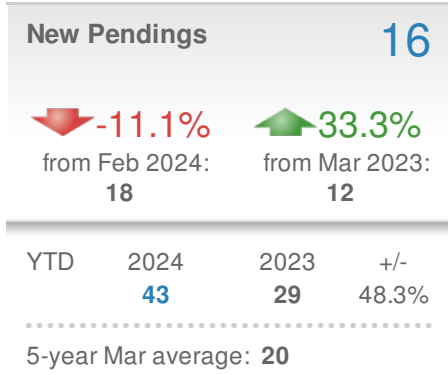 New Pendings 16
-11.1% 33.3%
from Feb 2024: from Mar 2023:
18 12
YTD 2024 2023 +/-
43 29 48.3%
5-year Mar average: 20